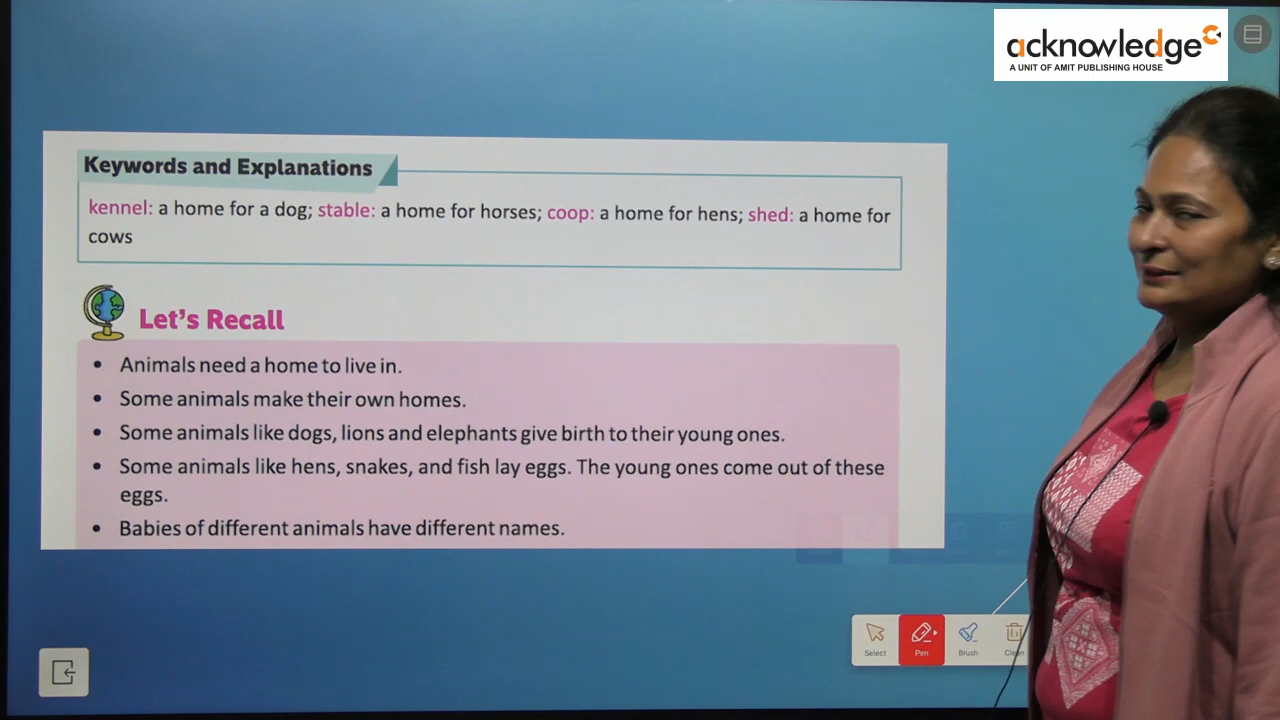 acknowledge
A UNIT OF AMIT PUBLISHING HOUSE
Keywords and Explanations
kennel: a home for a dog; stable: a home for horses; coop: a home for hens; shed: a home for
cows
Let's Recall
• Animals need a home to live in.
• Some animals make their own homes.
• Some animals like dogs, lions and elephants give birth to their young ones.
• Some animals like hens, snakes, and fish lay eggs. The young ones come out of these
eggs.
• Babies of different animals have different names.
Select Pen Brush